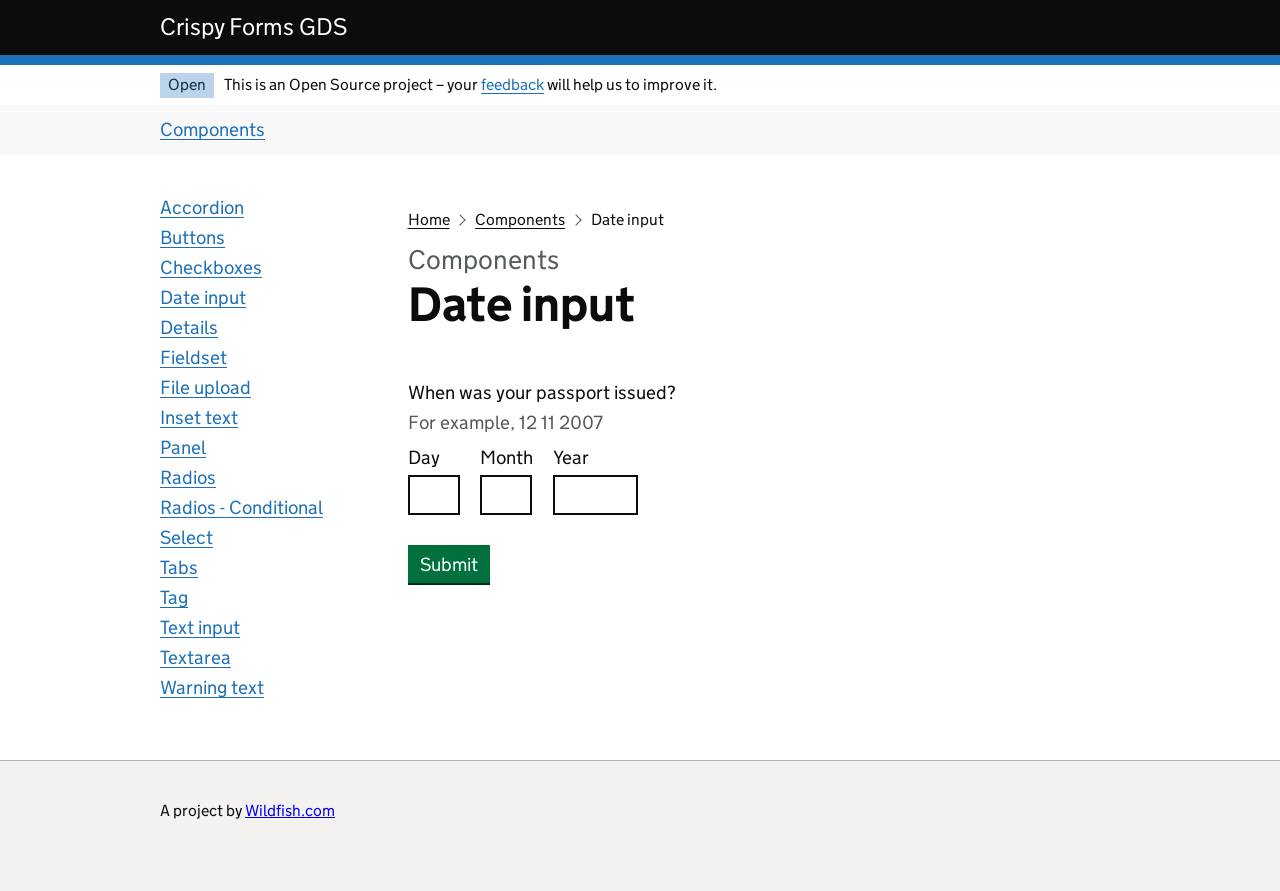 Crispy Forms GDS
Open This is an Open Source project – your feedback will help us to improve it.
Components
Accordion
Buttons
Checkboxes
Date input
Details
Fieldset
File upload
Inset text
Panel
Radios
Radios - Conditional
Select
Tabs
Tag
Text input
Textarea
Warning text
Home Components Date input
Components
Date input
When was your passport issued?
For example, 12 11 2007
Day Month Year
Submit
A project by Wildfish.com